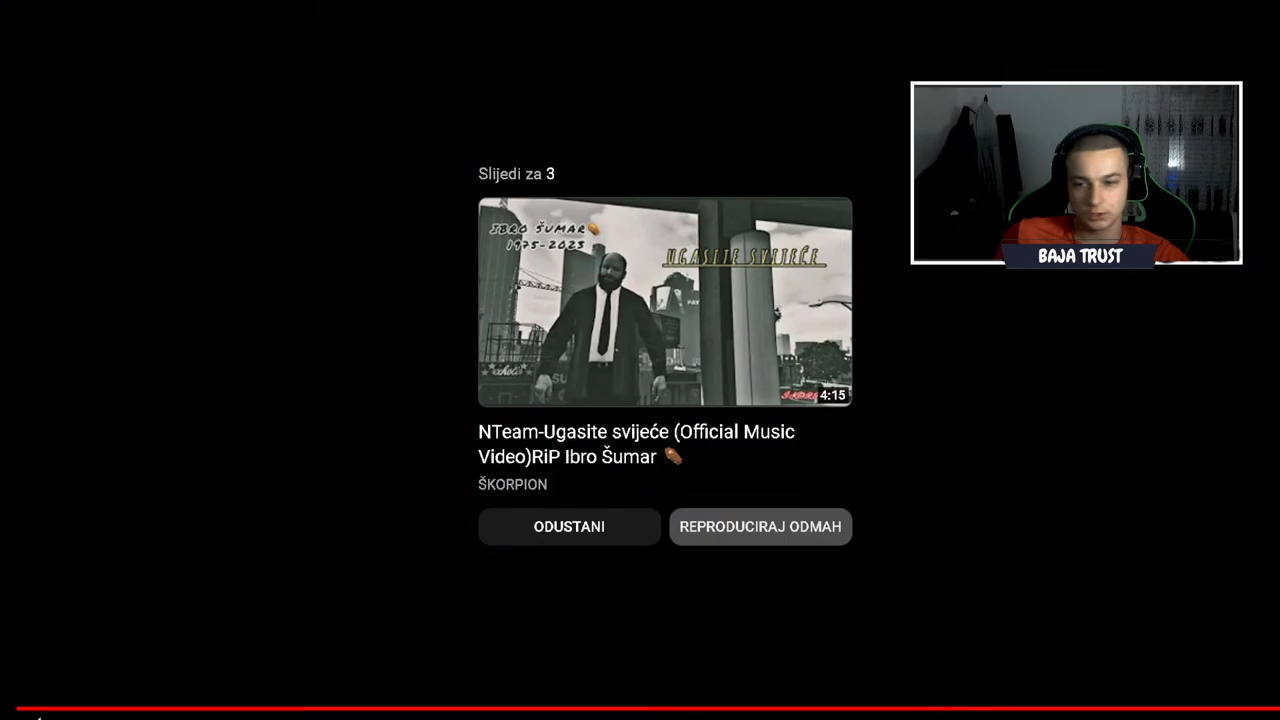 Slijedi za 3
IBRO ŠUMAR
1975-2023
UGASITE SVIJEĆE
4:15
NTeam-Ugasite svijeće (Official Music
Video)RiP Ibro Šumar ⚰️
ŠKORPION
ODUSTANI
REPRODUCIRAJ ODMAH
BAJA TRUST